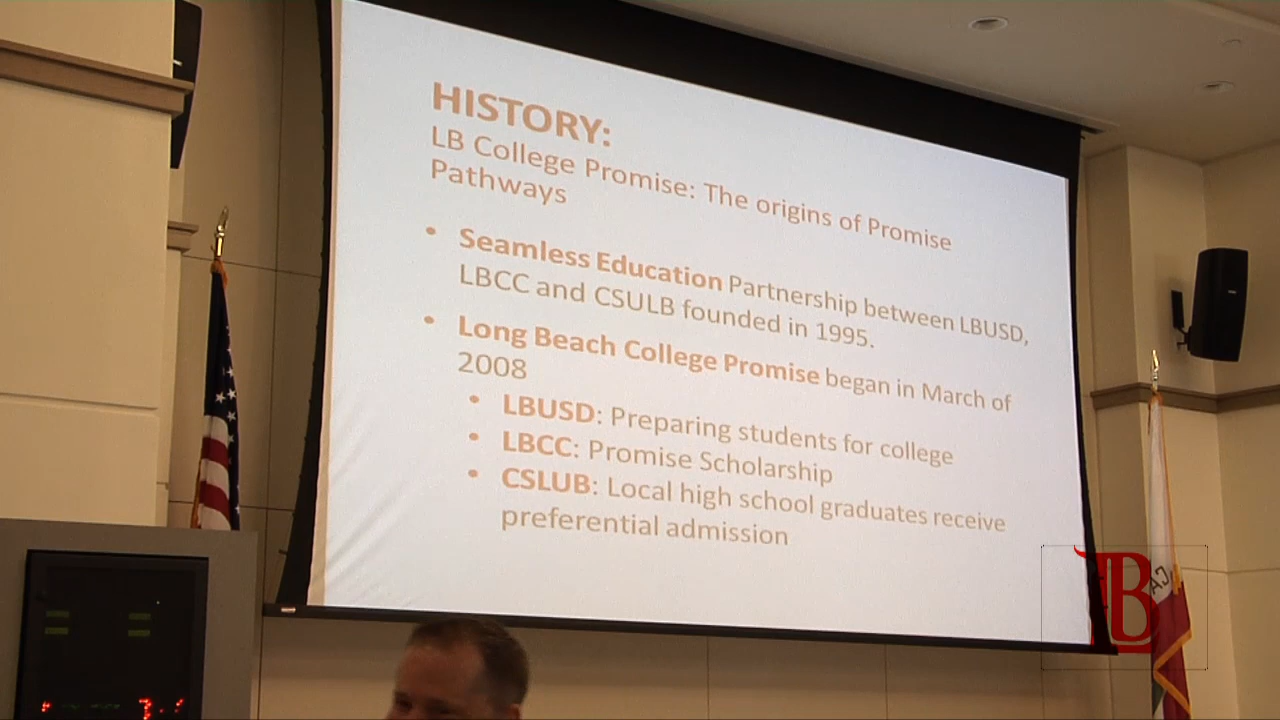 HISTORY:
LB College Promise: The origins of Promise
Pathways
• Seamless Education Partnership between LBUSD,
LBCC and CSULB founded in 1995.
• Long Beach College Promise began in March of
2008
• LBUSD: Preparing students for college
• LBCC: Promise Scholarship
• CSLUB: Local high school graduates receive
preferential admission
LB